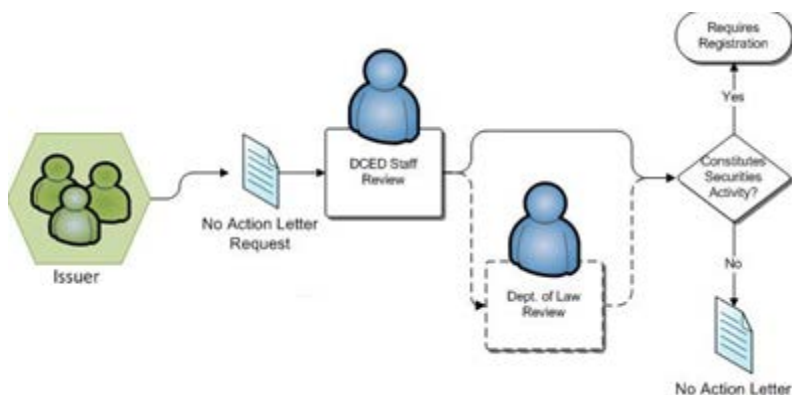 Requires
Registration
Yes
DCED Staff
Review
Constitutes
Securities
Activity?
No Action Letter
Request
Issuer
Dept. of Law
Review
No
No Action Letter